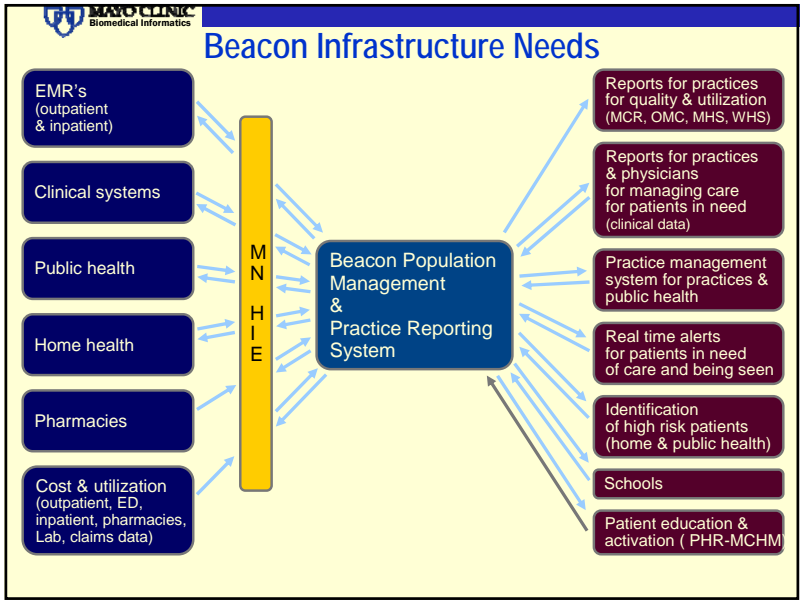 MAYO CLINIC
Biomedical Informatics
Beacon Infrastructure Needs
EMR's
(outpatient
& inpatient)
Clinical systems
Public health
Home health
Pharmacies
Cost & utilization
(outpatient, ED,
inpatient, pharmacies,
Lab, claims data)
M
N
H
I
E
Beacon Population
Management
&
Practice Reporting
System
Reports for practices
for quality & utilization
(MCR, OMC, MHS, WHS)
Reports for practices
& physicians
for managing care
for patients in need
(clinical data)
Practice management
system for practices &
public health
Real time alerts
for patients in need
of care and being seen
Identification
of high risk patients
(home & public health)
Schools
Patient education &
activation ( PHR-MCHM)